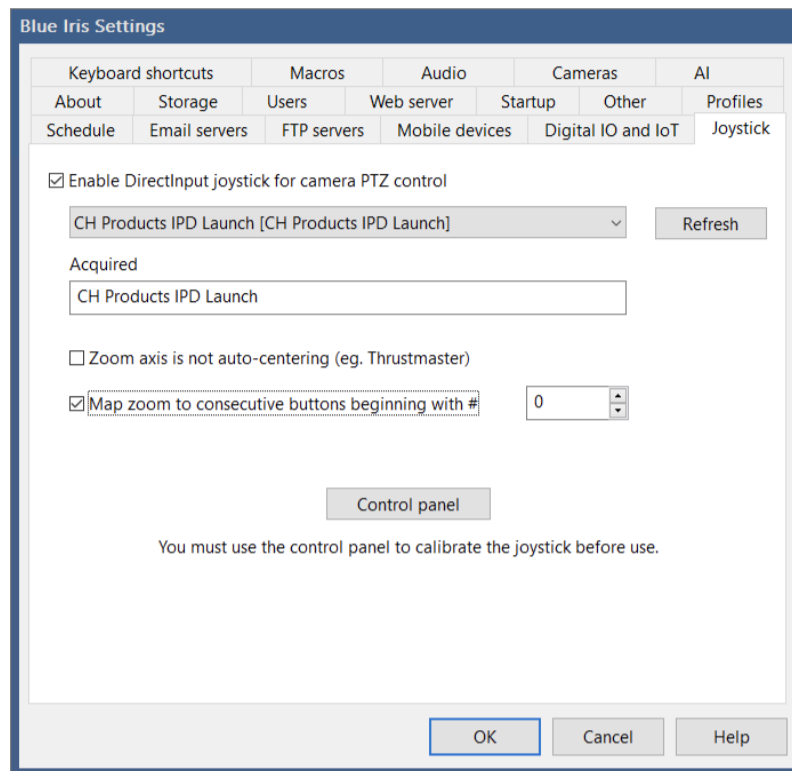 Blue Iris Settings
Keyboard shortcuts Macros Audio Cameras AI
About Storage Users Web server Startup Other Profiles
Schedule Email servers FTP servers Mobile devices Digital IO and IoT Joystick
Enable DirectInput joystick for camera PTZ control
CH Products IPD Launch [CH Products IPD Launch] Refresh
Acquired
CH Products IPD Launch
Zoom axis is not auto-centering (eg. Thrustmaster)
Map zoom to consecutive buttons beginning with # 0
Control panel
You must use the control panel to calibrate the joystick before use.
OK Cancel Help